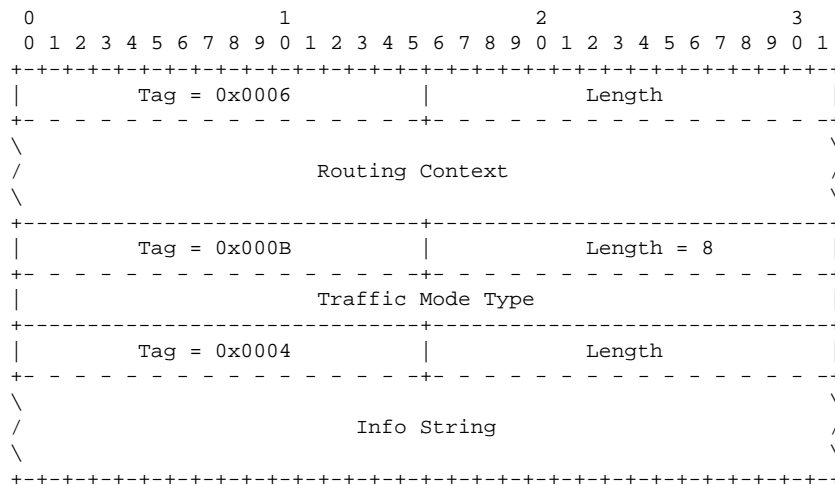 0                   1                   2                   3
0 1 2 3 4 5 6 7 8 9 0 1 2 3 4 5 6 7 8 9 0 1 2 3 4 5 6 7 8 9 0 1
+-+-+-+-+-+-+-+-+-+-+-+-+-+-+-+-+-+-+-+-+-+-+-+-+-+-+-+-+-+-+-+-+
|         Tag = 0x0006          |            Length             |
+- - - - - - - - - - - - - - - -+- - - - - - - - - - - - - - - -+
\                                                               \
/                       Routing Context                         /
\                                                               \
+-------------------------------+-------------------------------+
|         Tag = 0x000B          |            Length = 8         |
+- - - - - - - - - - - - - - - -+- - - - - - - - - - - - - - - -+
|                       Traffic Mode Type                       |
+-------------------------------+-------------------------------+
|         Tag = 0x0004          |            Length             |
+- - - - - - - - - - - - - - - -+- - - - - - - - - - - - - - - -+
\                                                               \
/                          Info String                          /
\                                                               \
+-+-+-+-+-+-+-+-+-+-+-+-+-+-+-+-+-+-+-+-+-+-+-+-+-+-+-+-+-+-+-+-+